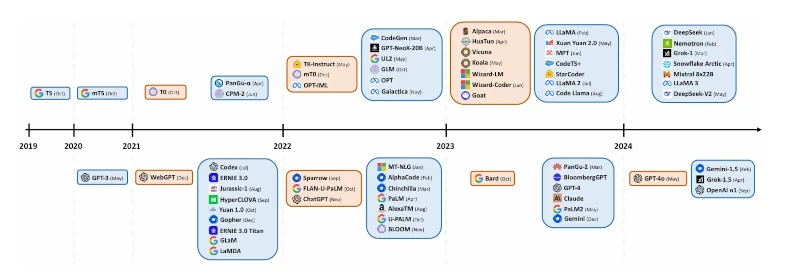 T5 (Oct)
mT5 (Oct)
T0 (Oct)
PanGu-α (Apr)
CPM-2 (Jun)
TK-Instruct (May)
mT0 (Oct)
OPT-IML
CodeGen (Mar)
GPT-NeoX-20B (Apr)
UL2 (May)
GLM (Oct)
OPT
Galactica (Nov)
Alpaca (Mar)
HuaTuo (Apr)
Vicuna
Koala (May)
Wizard-LM
Wizard-Coder (Jun)
Goat
LLaMA (Feb)
Xuan Yuan 2.0 (May)
MPT (Jun)
CodeT5+
StarCoder
LLaMA 2 (Jul)
Code Llama (Aug)
DeepSeek (Jan)
Nemotron (Feb)
Grok-1 (Mar)
Snowflake Arctic (Apr)
Mixtral 8x22B
LLaMA 3
DeepSeek-V2 (May)
2019
2020
2021
2022
2023
2024
GPT-3 (May)
WebGPT (Dec)
Codex (Jul)
ERNIE 3.0
Jurassic-1 (Aug)
HyperCLOVA (Sep)
Yuan 1.0 (Oct)
Gopher (Dec)
ERNIE 3.0 Titan
GLaM
LaMDA
Sparrow (Sep)
FLAN-U-PaLM (Oct)
ChatGPT (Nov)
MT-NLG (Jan)
AlphaCode (Feb)
Chinchilla (Mar)
PaLM (Apr)
AlexaTM (Aug)
U-PALM (Oct)
BLOOM (Nov)
Bard (Oct)
PanGu-Σ (Mar)
BloombergGPT
GPT-4
Claude
PaLM2 (May)
Gemini (Dec)
GPT-4o (May)
Gemini-1.5 (Feb)
Grok-1.5 (Apr)
OpenAI o1 (Sep)